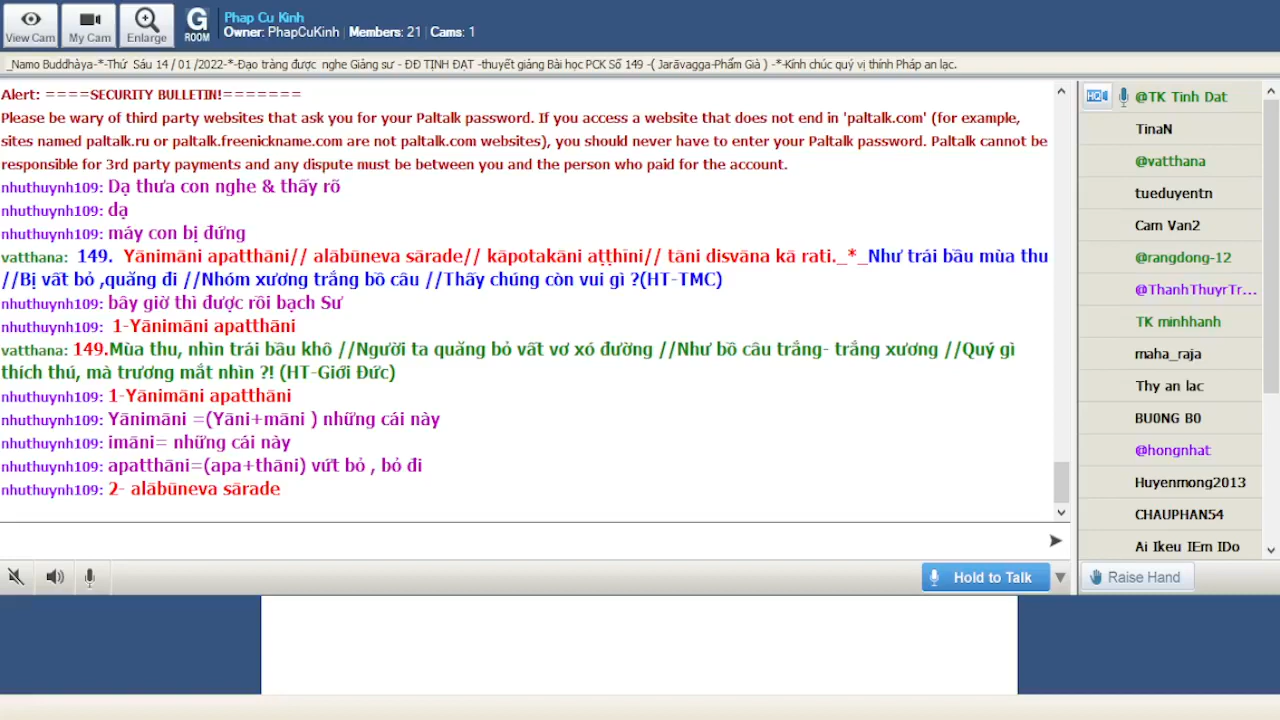 View Cam
My Cam
Enlarge
G
ROOM
Phap Cu Kinh
Owner: PhapCuKinh | Members: 21 | Cams: 1
_Namo Buddhàya-*-Thứ Sáu 14 / 01 /2022-*-Đạo tràng được nghe Giảng sư - ĐĐ TỊNH ĐẠT -thuyết giảng Bài học PCK Số 149 -( Jarāvagga-Phẩm Già ) -*-Kính chúc quý vị thính Pháp an lạc.
Alert: ====SECURITY BULLETIN!=======
Please be wary of third party websites that ask you for your Paltalk password. If you access a website that does not end in 'paltalk.com' (for example,
sites named paltalk.ru or paltalk.freenickname.com are not paltalk.com websites), you should never have to enter your Paltalk password. Paltalk cannot be
responsible for 3rd party payments and any dispute must be between you and the person who paid for the account.
nhuthuynh109: Dạ thưa con nghe & thấy rõ
nhuthuynh109: dạ
nhuthuynh109: máy con bị đứng
vatthana: 149. Yānimāni apatthāni// alābūneva sārade// kāpotakāni aṭṭhīni// tāni disvāna kā rati._*_Như trái bầu mùa thu
//Bị vất bỏ ,quăng đi //Nhóm xương trắng bồ câu //Thấy chúng còn vui gì ?(HT-TMC)
nhuthuynh109: bây giờ thì được rồi bạch Sư
nhuthuynh109: 1-Yānimāni apatthāni
vatthana: 149.Mùa thu, nhìn trái bầu khô //Người ta quăng bỏ vất vơ xó đường //Như bồ câu trắng- trắng xương //Quý gì
thích thú, mà trương mắt nhìn ?! (HT-Giới Đức)
nhuthuynh109: 1-Yānimāni apatthāni
nhuthuynh109: Yānimāni =(Yāni+māni ) những cái này
nhuthuynh109: imāni= những cái này
nhuthuynh109: apatthāni=(apa+thāni) vứt bỏ , bỏ đi
nhuthuynh109: 2- alābūneva sārade
Hold to Talk
HQ
@TK Tinh Dat
TinaN
@vatthana
tueduyentn
Cam Van2
@rangdong-12
@ThanhThuyrTr...
TK minhhanh
maha_raja
Thy an lac
BU0NG B0
@hongnhat
Huyenmong2013
CHAUPHAN54
Ai Ikeu IEm IDo
Raise Hand